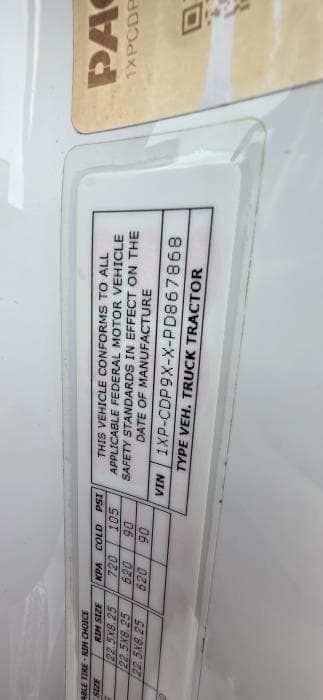 PA
1XPCDP
ABLE TIRE - RIM CHOICE
SIZE RIM SIZE KPA COLD PSI
22.5X8.25 720 105
22.5X8.25 620 90
22.5X8.25 620 90
THIS VEHICLE CONFORMS TO ALL
APPLICABLE FEDERAL MOTOR VEHICLE
SAFETY STANDARDS IN EFFECT ON THE
DATE OF MANUFACTURE
VIN 1XP-CDP9X-X-PD867868
TYPE VEH. TRUCK TRACTOR